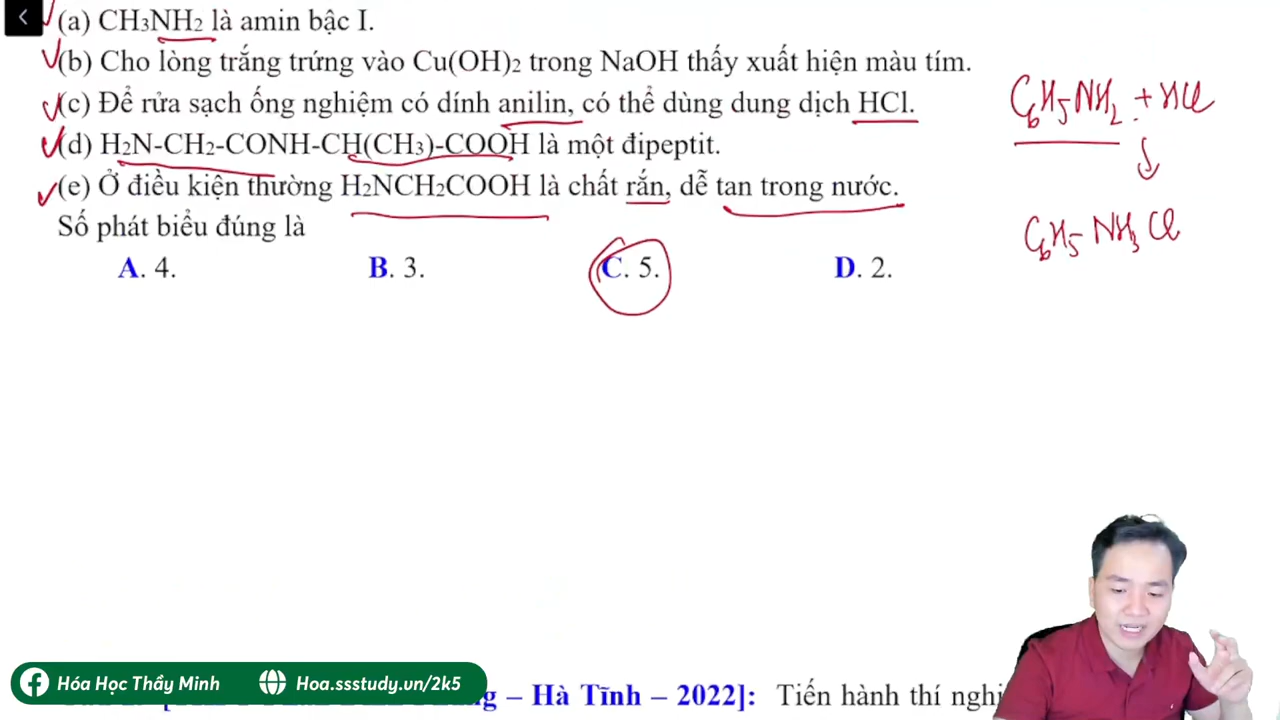 (a) CH3NH2 là amin bậc I.
(b) Cho lòng trắng trứng vào Cu(OH)2 trong NaOH thấy xuất hiện màu tím.
(c) Để rửa sạch ống nghiệm có dính anilin, có thể dùng dung dịch HCl.
(d) H2N-CH2-CONH-CH(CH3)-COOH là một đipeptit.
(e) Ở điều kiện thường H2NCH2COOH là chất rắn, dễ tan trong nước.
Số phát biểu đúng là
A. 4. B. 3. C. 5. D. 2.
C6H5NH2 + HCl
C6H5 NH3 Cl
g – Hà Tĩnh – 2022]: Tiến hành thí nghi
Hóa Học Thầy Minh Hoa.ssstudy.vn/2k5